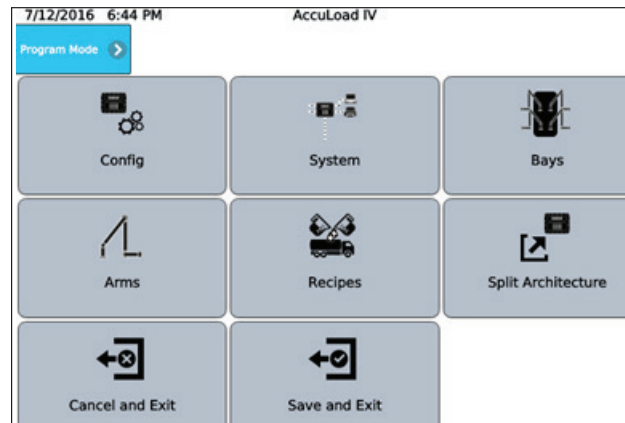 7/12/2016 6:44 PM AccuLoad IV
Program Mode
Config System Bays
Arms Recipes Split Architecture
Cancel and Exit Save and Exit